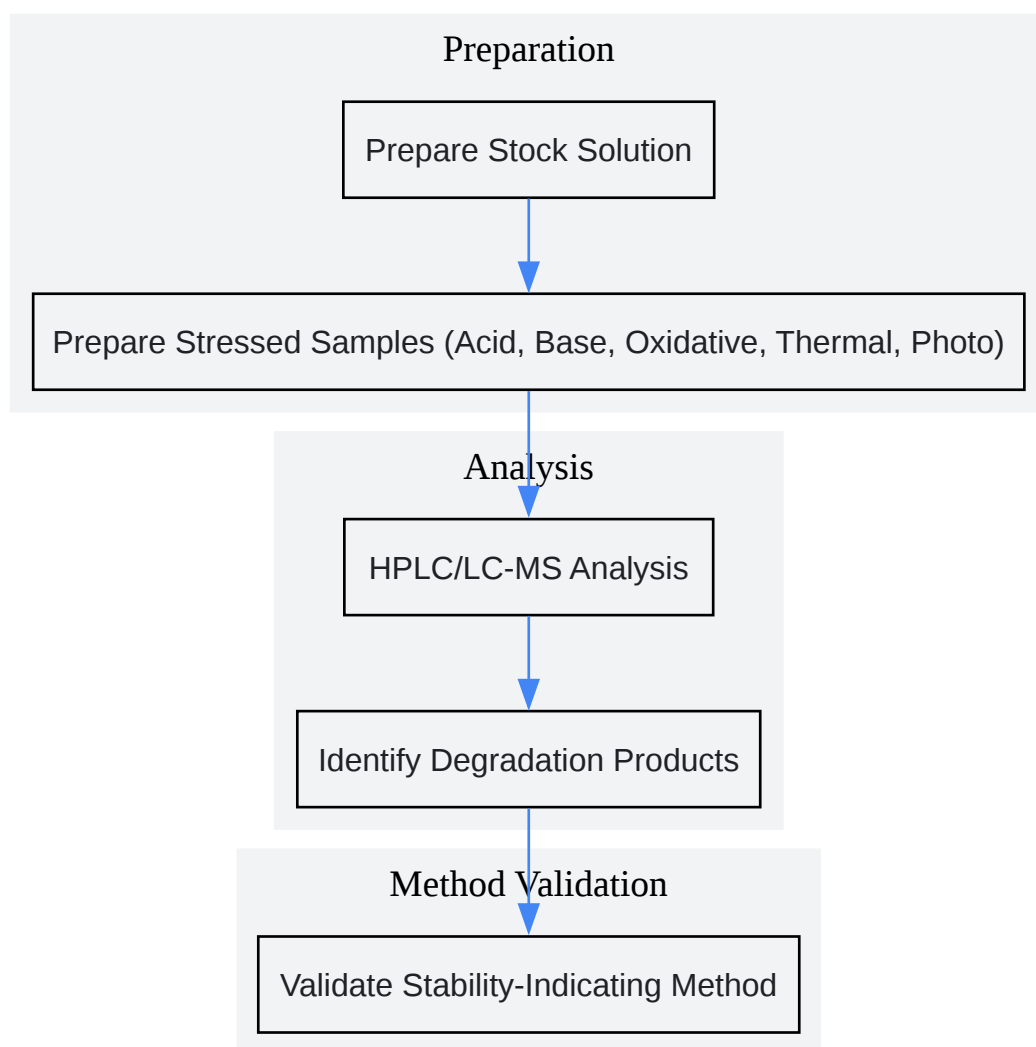 Preparation
Prepare Stock Solution
Prepare Stressed Samples (Acid, Base, Oxidative, Thermal, Photo)
Analysis
HPLC/LC-MS Analysis
Identify Degradation Products
Method Validation
Validate Stability-Indicating Method